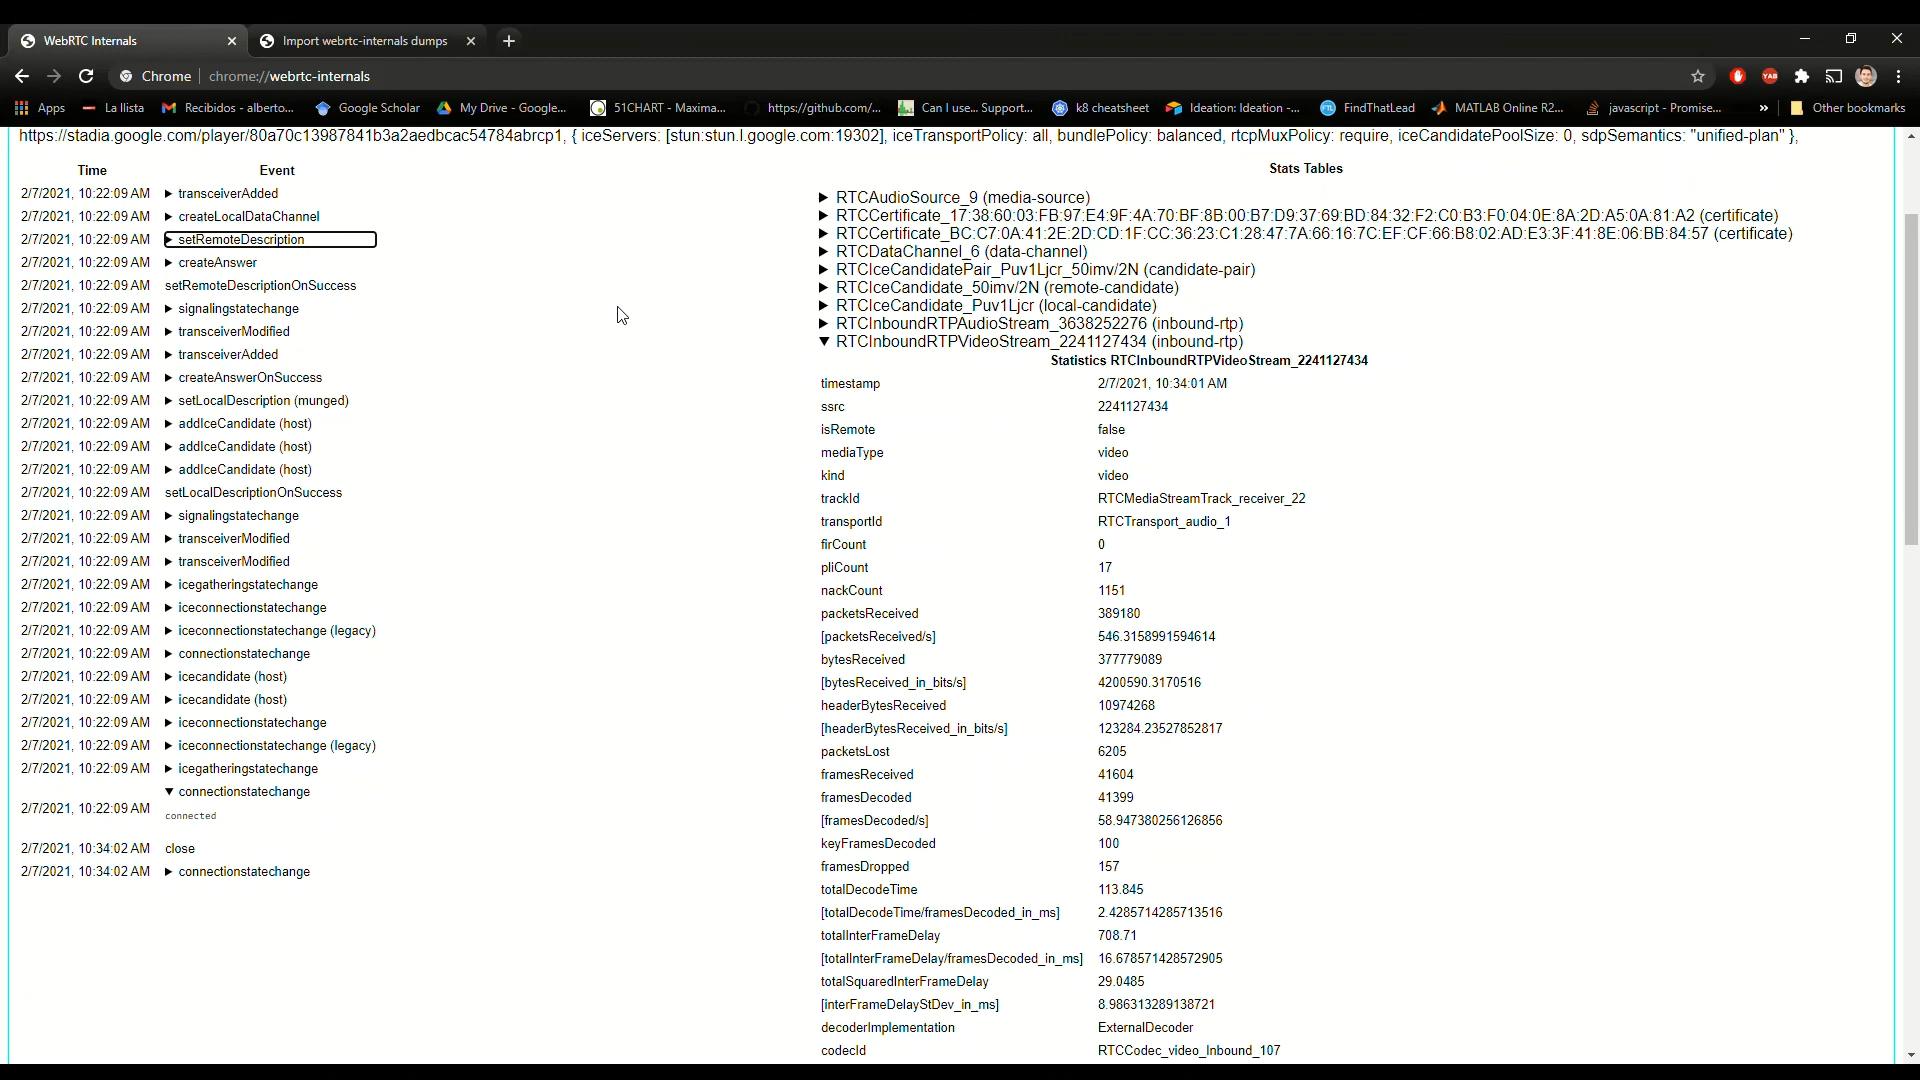 WebRTC Internals
Import webrtc-internals dumps
Chrome
chrome://webrtc-internals
YAB
Apps
La llista
Recibidos - alberto...
Google Scholar
My Drive - Google...
51CHART - Maxima...
https://github.com/...
Can I use... Support...
k8 cheatsheet
Ideation: Ideation -...
FindThatLead
MATLAB Online R2...
javascript - Promise...
»
Other bookmarks
https://stadia.google.com/player/80a70c13987841b3a2aedbcac54784abrcp1, { iceServers: [stun:stun.l.google.com:19302], iceTransportPolicy: all, bundlePolicy: balanced, rtcpMuxPolicy: require, iceCandidatePoolSize: 0, sdpSemantics: "unified-plan" },
Time Event
2/7/2021, 10:22:09 AM ▶ transceiverAdded
2/7/2021, 10:22:09 AM ▶ createLocalDataChannel
2/7/2021, 10:22:09 AM ▶ setRemoteDescription
2/7/2021, 10:22:09 AM ▶ createAnswer
2/7/2021, 10:22:09 AM setRemoteDescriptionOnSuccess
2/7/2021, 10:22:09 AM ▶ signalingstatechange
2/7/2021, 10:22:09 AM ▶ transceiverModified
2/7/2021, 10:22:09 AM ▶ transceiverAdded
2/7/2021, 10:22:09 AM ▶ createAnswerOnSuccess
2/7/2021, 10:22:09 AM ▶ setLocalDescription (munged)
2/7/2021, 10:22:09 AM ▶ addIceCandidate (host)
2/7/2021, 10:22:09 AM ▶ addIceCandidate (host)
2/7/2021, 10:22:09 AM ▶ addIceCandidate (host)
2/7/2021, 10:22:09 AM setLocalDescriptionOnSuccess
2/7/2021, 10:22:09 AM ▶ signalingstatechange
2/7/2021, 10:22:09 AM ▶ transceiverModified
2/7/2021, 10:22:09 AM ▶ transceiverModified
2/7/2021, 10:22:09 AM ▶ icegatheringstatechange
2/7/2021, 10:22:09 AM ▶ iceconnectionstatechange
2/7/2021, 10:22:09 AM ▶ iceconnectionstatechange (legacy)
2/7/2021, 10:22:09 AM ▶ connectionstatechange
2/7/2021, 10:22:09 AM ▶ icecandidate (host)
2/7/2021, 10:22:09 AM ▶ icecandidate (host)
2/7/2021, 10:22:09 AM ▶ iceconnectionstatechange
2/7/2021, 10:22:09 AM ▶ iceconnectionstatechange (legacy)
2/7/2021, 10:22:09 AM ▶ icegatheringstatechange
▼ connectionstatechange
2/7/2021, 10:22:09 AM
connected
2/7/2021, 10:34:02 AM close
2/7/2021, 10:34:02 AM ▶ connectionstatechange
Stats Tables
▶ RTCAudioSource_9 (media-source)
▶ RTCCertificate_17:38:60:03:FB:97:E4:9F:4A:70:BF:8B:00:B7:D9:37:69:BD:84:32:F2:C0:B3:F0:04:0E:8A:2D:A5:0A:81:A2 (certificate)
▶ RTCCertificate_BC:C7:0A:41:2E:2D:CD:1F:CC:36:23:C1:28:47:7A:66:16:7C:EF:CF:66:B8:02:AD:E3:3F:41:8E:06:BB:84:57 (certificate)
▶ RTCDataChannel_6 (data-channel)
▶ RTCIceCandidatePair_Puv1Ljcr_50imv/2N (candidate-pair)
▶ RTCIceCandidate_50imv/2N (remote-candidate)
▶ RTCIceCandidate_Puv1Ljcr (local-candidate)
▶ RTCInboundRTPAudioStream_3638252276 (inbound-rtp)
▼ RTCInboundRTPVideoStream_2241127434 (inbound-rtp)
Statistics RTCInboundRTPVideoStream_2241127434
timestamp 2/7/2021, 10:34:01 AM
ssrc 2241127434
isRemote false
mediaType video
kind video
trackId RTCMediaStreamTrack_receiver_22
transportId RTCTransport_audio_1
firCount 0
pliCount 17
nackCount 1151
packetsReceived 389180
[packetsReceived/s] 546.3158991594614
bytesReceived 377779089
[bytesReceived_in_bits/s] 4200590.3170516
headerBytesReceived 10974268
[headerBytesReceived_in_bits/s] 123284.23527852817
packetsLost 6205
framesReceived 41604
framesDecoded 41399
[framesDecoded/s] 58.947380256126856
keyFramesDecoded 100
framesDropped 157
totalDecodeTime 113.845
[totalDecodeTime/framesDecoded_in_ms] 2.4285714285713516
totalInterFrameDelay 708.71
[totalInterFrameDelay/framesDecoded_in_ms] 16.678571428572905
totalSquaredInterFrameDelay 29.0485
[interFrameDelayStDev_in_ms] 8.986313289138721
decoderImplementation ExternalDecoder
codecId RTCCodec_video_Inbound_107